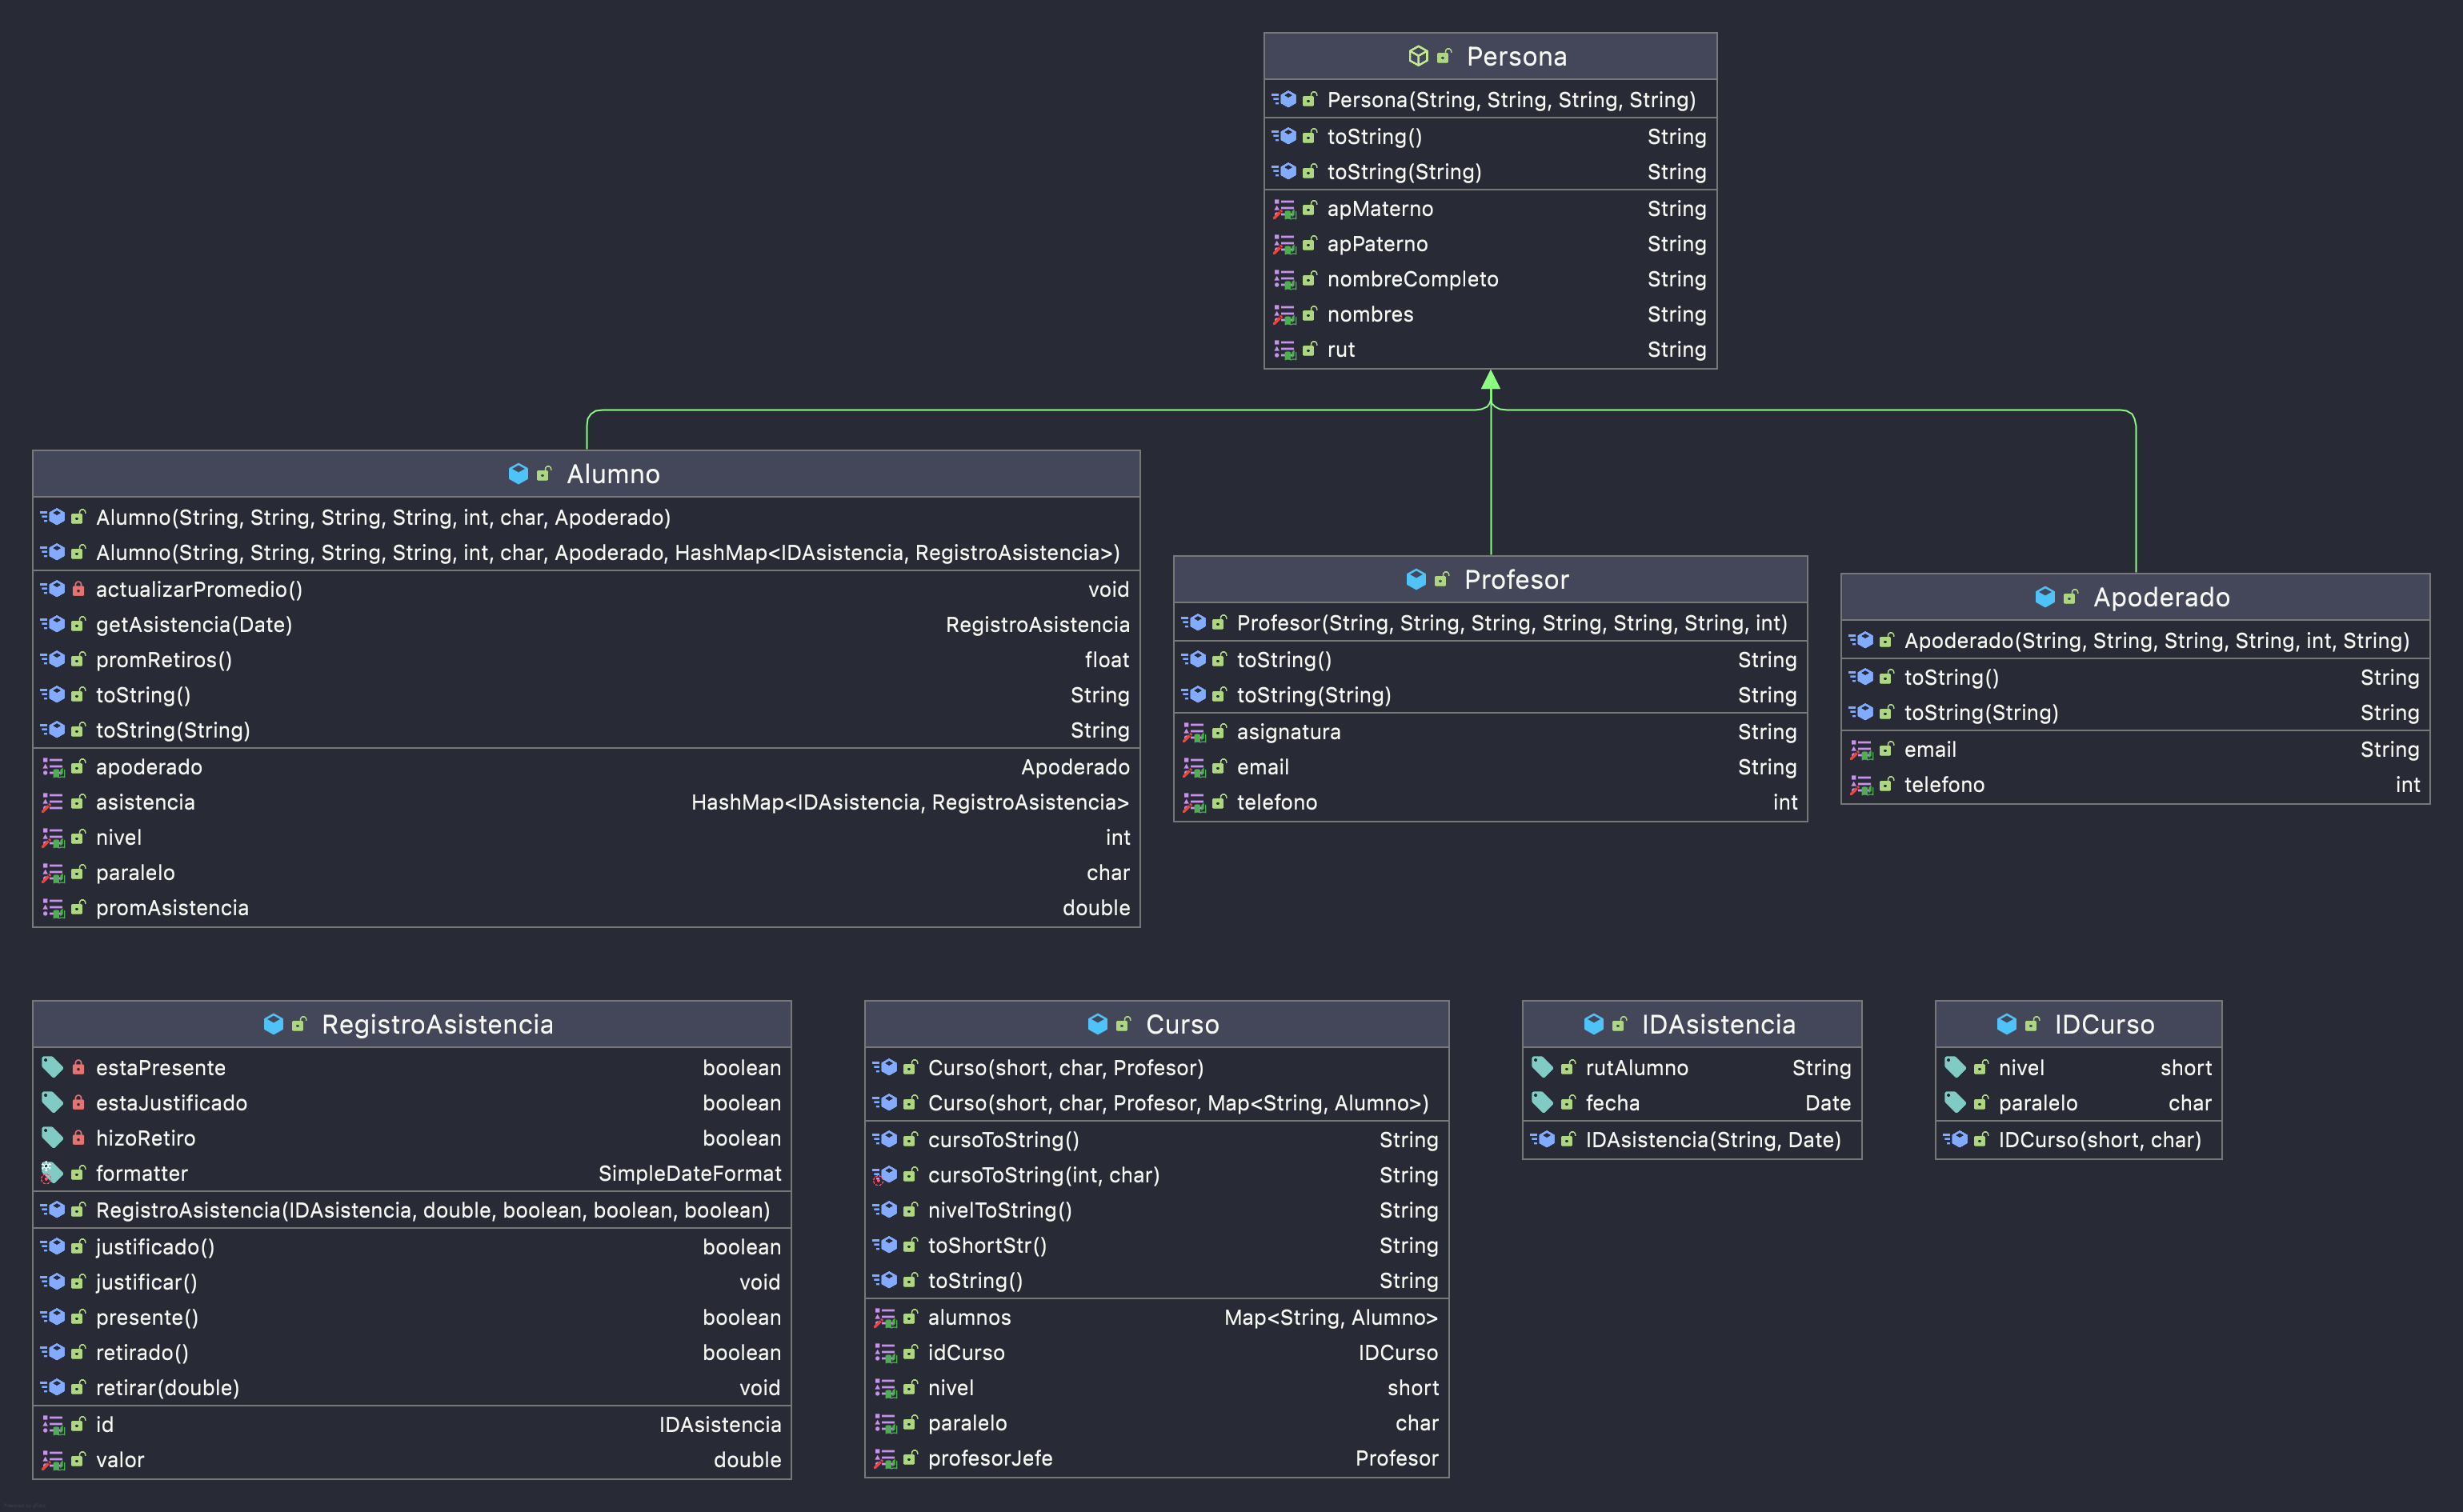 Persona
Persona(String, String, String, String)
toString() String
toString(String) String
apMaterno String
apPaterno String
nombreCompleto String
nombres String
rut String
Alumno
Alumno(String, String, String, String, int, char, Apoderado)
Alumno(String, String, String, String, int, char, Apoderado, HashMap<IDAsistencia, RegistroAsistencia>)
actualizarPromedio() void
getAsistencia(Date) RegistroAsistencia
promRetiros() float
toString() String
toString(String) String
apoderado Apoderado
asistencia HashMap<IDAsistencia, RegistroAsistencia>
nivel int
paralelo char
promAsistencia double
Profesor
Profesor(String, String, String, String, String, String, int)
toString() String
toString(String) String
asignatura String
email String
telefono int
Apoderado
Apoderado(String, String, String, String, int, String)
toString() String
toString(String) String
email String
telefono int
RegistroAsistencia
estaPresente boolean
estaJustificado boolean
hizoRetiro boolean
formatter SimpleDateFormat
RegistroAsistencia(IDAsistencia, double, boolean, boolean, boolean)
justificado() boolean
justificar() void
presente() boolean
retirado() boolean
retirar(double) void
id IDAsistencia
valor double
Curso
Curso(short, char, Profesor)
Curso(short, char, Profesor, Map<String, Alumno>)
cursoToString() String
cursoToString(int, char) String
nivelToString() String
toShortStr() String
toString() String
alumnos Map<String, Alumno>
idCurso IDCurso
nivel short
paralelo char
profesorJefe Profesor
IDAsistencia
rutAlumno String
fecha Date
IDAsistencia(String, Date)
IDCurso
nivel short
paralelo char
IDCurso(short, char)